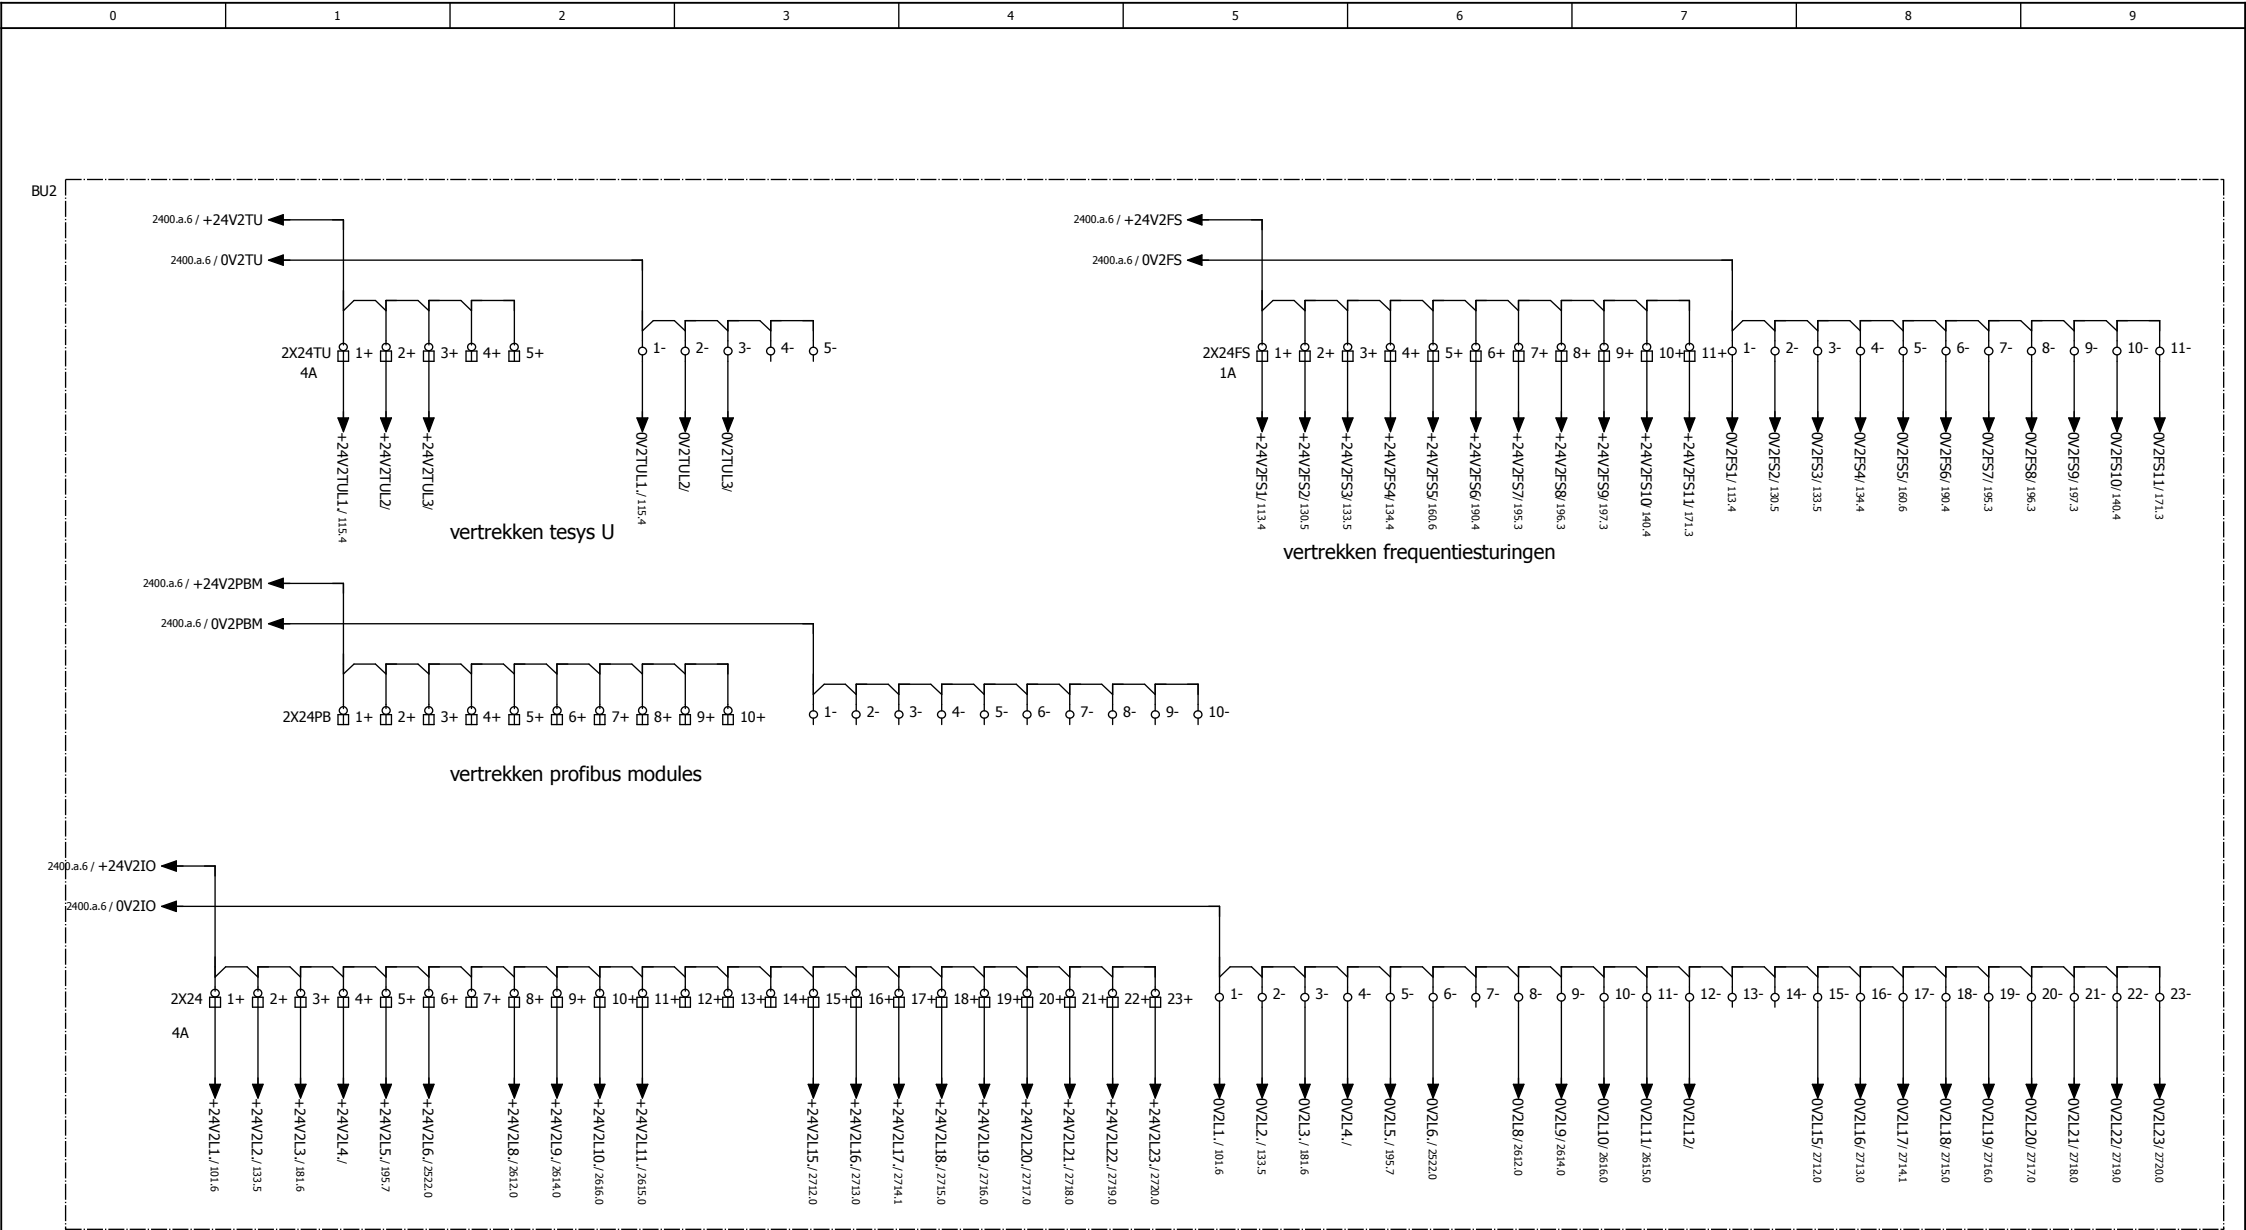 0 1 2 3 4 5 6 7 8 9
BU2
2400.a.6 / +24V2TU
2400.a.6 / 0V2TU
2X24TU 1+ 2+ 3+ 4+ 5+
4A
1- 2- 3- 4- 5-
+24V2TUL1./ 115.4
+24V2TUL2/
+24V2TUL3/
0V2TUL1./ 115.4
0V2TUL2/
0V2TUL3/
vertrekken tesys U
2400.a.6 / +24V2FS
2400.a.6 / 0V2FS
2X24FS 1+ 2+ 3+ 4+ 5+ 6+ 7+ 8+ 9+ 10+ 11+
1A
1- 2- 3- 4- 5- 6- 7- 8- 9- 10- 11-
+24V2FS1/ 113.4
+24V2FS2/ 130.5
+24V2FS3/ 133.5
+24V2FS4/ 134.4
+24V2FS5/ 160.6
+24V2FS6/ 190.4
+24V2FS7/ 195.3
+24V2FS8/ 196.3
+24V2FS9/ 197.3
+24V2FS10/ 140.4
+24V2FS11/ 171.3
0V2FS1/ 113.4
0V2FS2/ 130.5
0V2FS3/ 133.5
0V2FS4/ 134.4
0V2FS5/ 160.6
0V2FS6/ 190.4
0V2FS7/ 195.3
0V2FS8/ 196.3
0V2FS9/ 197.3
0V2FS10/ 140.4
0V2FS11/ 171.3
vertrekken frequentiesturingen
2400.a.6 / +24V2PBM
2400.a.6 / 0V2PBM
2X24PB 1+ 2+ 3+ 4+ 5+ 6+ 7+ 8+ 9+ 10+
1- 2- 3- 4- 5- 6- 7- 8- 9- 10-
vertrekken profibus modules
2400.a.6 / +24V2IO
2400.a.6 / 0V2IO
2X24 1+ 2+ 3+ 4+ 5+ 6+ 7+ 8+ 9+ 10+ 11+ 12+ 13+ 14+ 15+ 16+ 17+ 18+ 19+ 20+ 21+ 22+ 23+
4A
1- 2- 3- 4- 5- 6- 7- 8- 9- 10- 11- 12- 13- 14- 15- 16- 17- 18- 19- 20- 21- 22- 23-
+24V2L1./ 101.6
+24V2L2./ 133.5
+24V2L3./ 181.6
+24V2L4./
+24V2L5./ 195.7
+24V2L6./ 2522.0
+24V2L8./ 2612.0
+24V2L9./ 2614.0
+24V2L10./ 2616.0
+24V2L11./ 2615.0
+24V2L15./ 2712.0
+24V2L16./ 2713.0
+24V2L17./ 2714.1
+24V2L18./ 2715.0
+24V2L19./ 2716.0
+24V2L20./ 2717.0
+24V2L21./ 2718.0
+24V2L22./ 2719.0
+24V2L23./ 2720.0
0V2L1./ 101.6
0V2L2./ 133.5
0V2L3./ 181.6
0V2L4./
0V2L5./ 195.7
0V2L6./ 2522.0
0V2L8/ 2612.0
0V2L9/ 2614.0
0V2L10/ 2616.0
0V2L11/ 2615.0
0V2L12/
0V2L15/ 2712.0
0V2L16/ 2713.0
0V2L17/ 2714.1
0V2L18/ 2715.0
0V2L19/ 2716.0
0V2L20/ 2717.0
0V2L21/ 2718.0
0V2L22/ 2719.0
0V2L23/ 2720.0